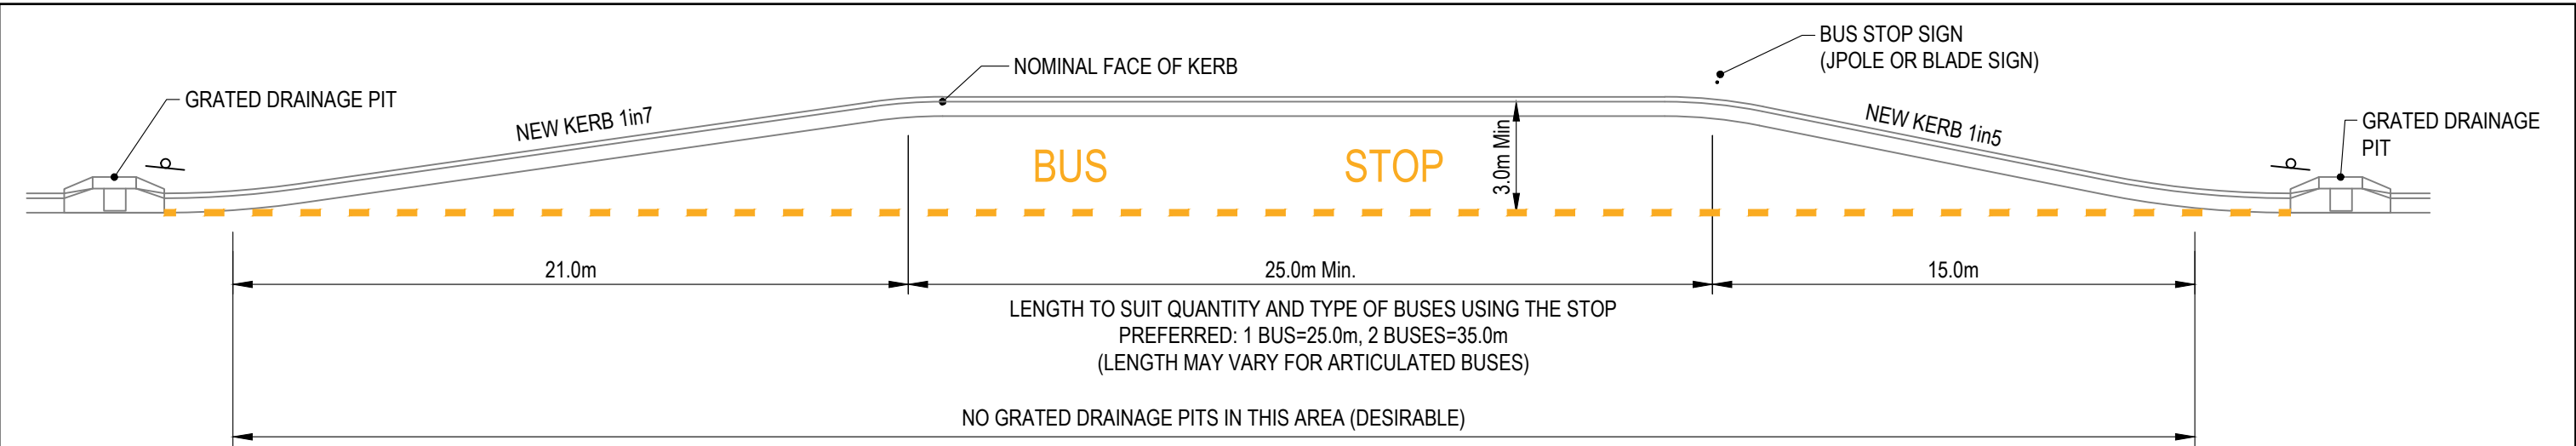 BUS STOP SIGN
(JPOLE OR BLADE SIGN)
NOMINAL FACE OF KERB
GRATED DRAINAGE PIT
NEW KERB 1in7
NEW KERB 1in5
GRATED DRAINAGE
PIT
BUS STOP
3.0m Min
21.0m
25.0m Min.
15.0m
LENGTH TO SUIT QUANTITY AND TYPE OF BUSES USING THE STOP
PREFERRED: 1 BUS=25.0m, 2 BUSES=35.0m
(LENGTH MAY VARY FOR ARTICULATED BUSES)
NO GRATED DRAINAGE PITS IN THIS AREA (DESIRABLE)